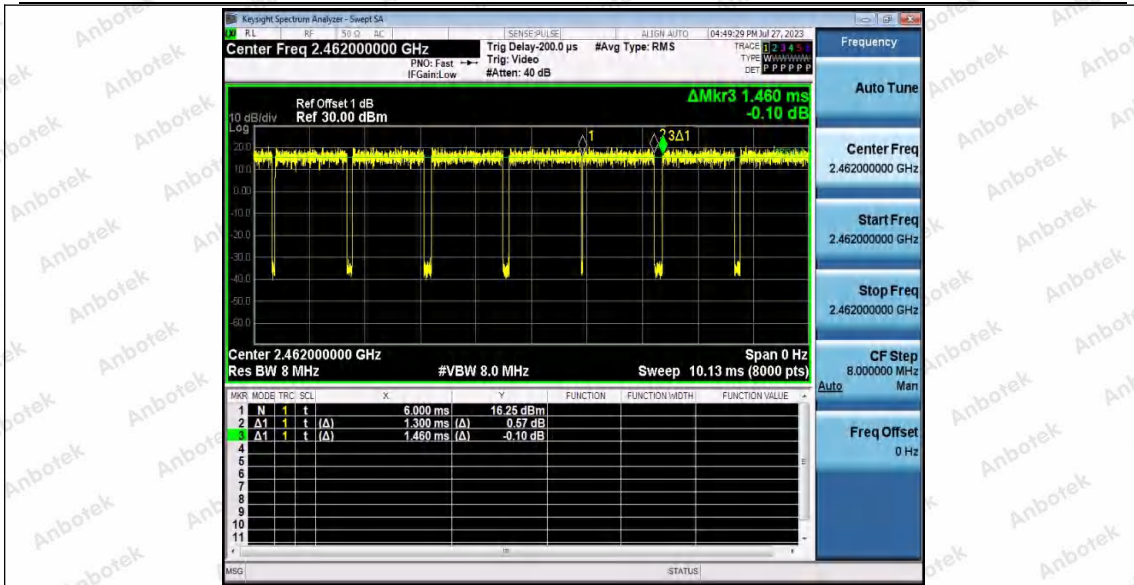 Keysight Spectrum Analyzer - Swept SA
RL RF 50 Ω AC SENSE:PULSE ALIGN AUTO 04:49:29 PM Jul 27, 2023
Center Freq 2.462000000 GHz
PNO: Fast
IFGain:Low
Trig Delay-200.0 µs
Trig: Video
#Atten: 40 dB
#Avg Type: RMS
TRACE 1 2 3 4 5 6
TYPE WWWWWW
DET P P P P P P
ΔMkr3 1.460 ms
-0.10 dB
Ref Offset 1 dB
10 dB/div Ref 30.00 dBm
Log
1 2 3Δ1
20.0
10.0
0.00
-10.0
-20.0
-30.0
-40.0
-50.0
-60.0
Center 2.462000000 GHz Span 0 Hz
Res BW 8 MHz #VBW 8.0 MHz Sweep 10.13 ms (8000 pts)
MKR MODE TRC SCL X Y FUNCTION FUNCTION WIDTH FUNCTION VALUE
1 N 1 t 6.000 ms 16.25 dBm
2 Δ1 1 t (Δ) 1.300 ms (Δ) 0.57 dB
3 Δ1 1 t (Δ) 1.460 ms (Δ) -0.10 dB
4
5
6
7
8
9
10
11
MSG STATUS
Frequency
Auto Tune
Center Freq
2.462000000 GHz
Start Freq
2.462000000 GHz
Stop Freq
2.462000000 GHz
CF Step
8.000000 MHz
Auto Man
Freq Offset
0 Hz
Anbotek